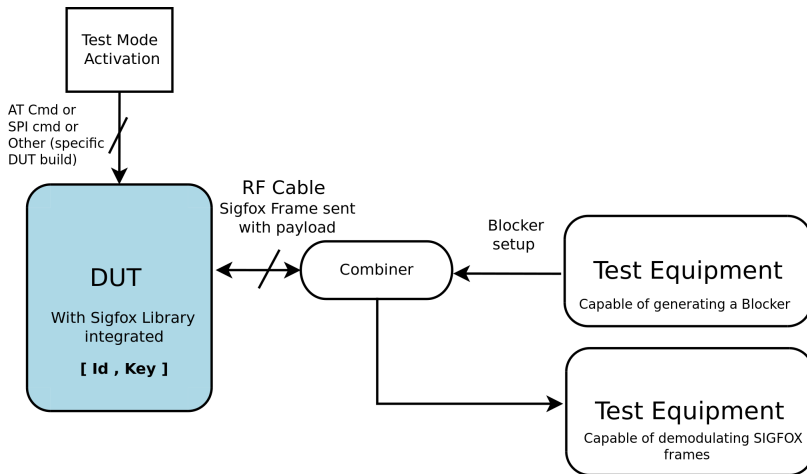 Test Mode
Activation
AT Cmd or
SPI cmd or
Other (specific
DUT build)
RF Cable
Sigfox Frame sent
with payload
DUT
With Sigfox Library
integrated
[ Id , Key ]
Combiner
Blocker
setup
Test Equipment
Capable of generating a Blocker
Test Equipment
Capable of demodulating SIGFOX
frames